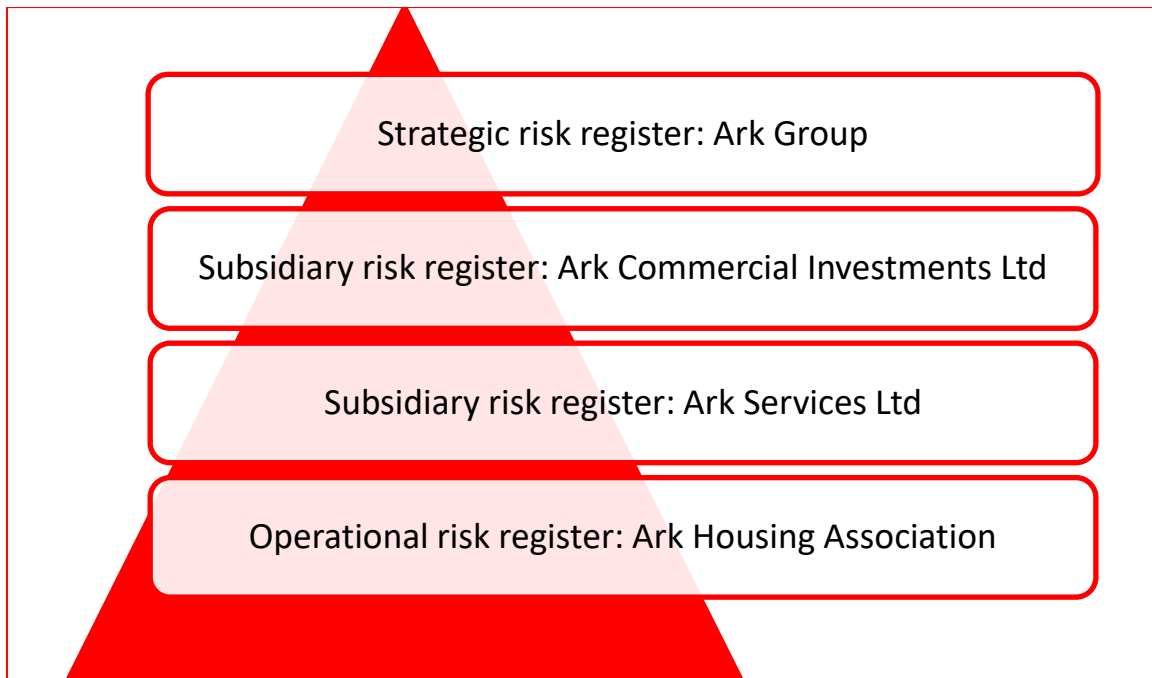 Strategic risk register: Ark Group
Subsidiary risk register: Ark Commercial Investments Ltd
Subsidiary risk register: Ark Services Ltd
Operational risk register: Ark Housing Association